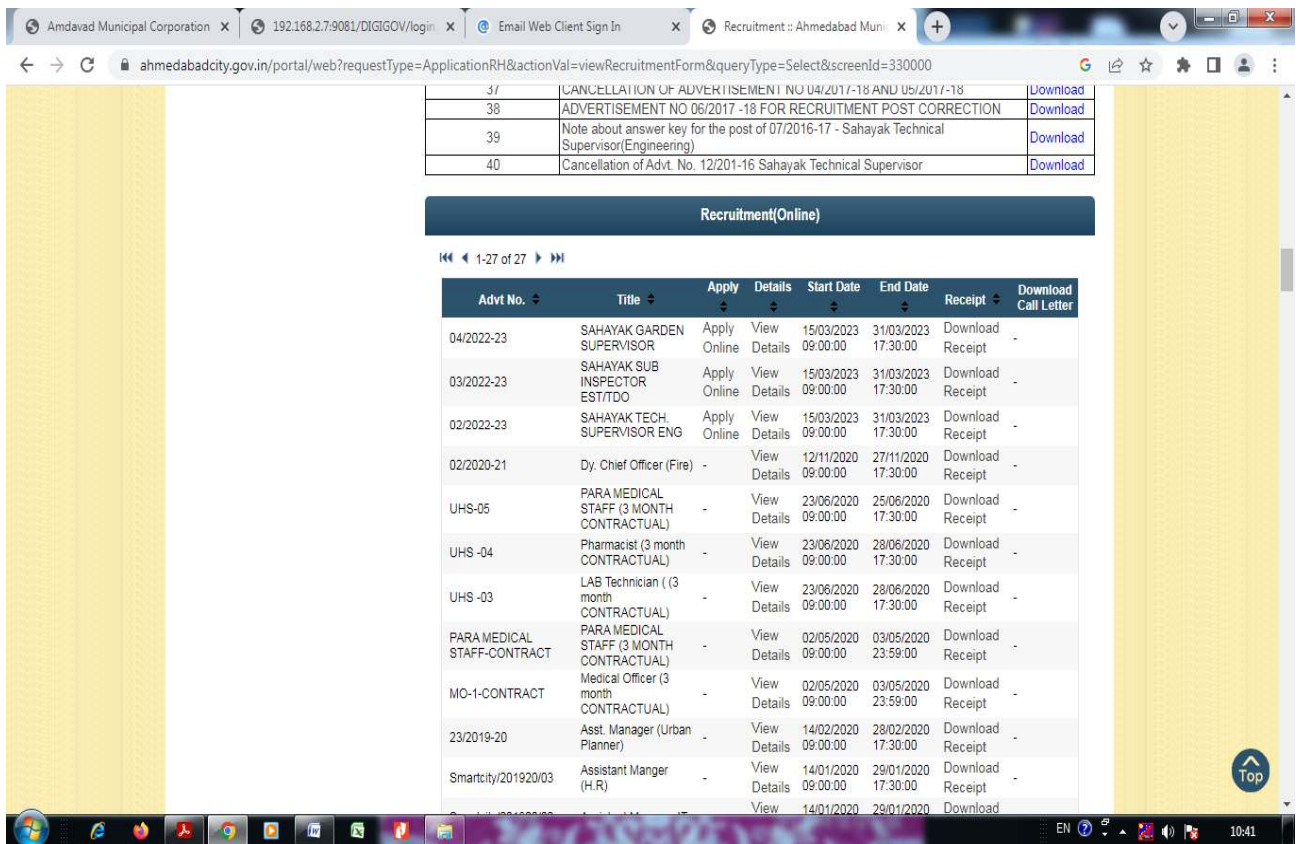 Amdavad Municipal Corporation
192.168.2.7:9081/DIGIGOV/login
Email Web Client Sign In
Recruitment :: Ahmedabad Muni
ahmedabadcity.gov.in/portal/web?requestType=ApplicationRH&actionVal=viewRecruitmentForm&queryType=Select&screenId=330000
37 CANCELLATION OF ADVERTISEMENT NO 04/2017-18 AND 05/2017-18 Download
38 ADVERTISEMENT NO 06/2017 -18 FOR RECRUITMENT POST CORRECTION Download
39 Note about answer key for the post of 07/2016-17 - Sahayak Technical Supervisor(Engineering) Download
40 Cancellation of Advt. No. 12/201-16 Sahayak Technical Supervisor Download
Recruitment(Online)
1-27 of 27
Advt No. Title Apply Details Start Date End Date Receipt Download Call Letter
04/2022-23 SAHAYAK GARDEN SUPERVISOR Apply Online View Details 15/03/2023 09:00:00 31/03/2023 17:30:00 Download Receipt -
03/2022-23 SAHAYAK SUB INSPECTOR EST/TDO Apply Online View Details 15/03/2023 09:00:00 31/03/2023 17:30:00 Download Receipt -
02/2022-23 SAHAYAK TECH. SUPERVISOR ENG Apply Online View Details 15/03/2023 09:00:00 31/03/2023 17:30:00 Download Receipt -
02/2020-21 Dy. Chief Officer (Fire) - View Details 12/11/2020 09:00:00 27/11/2020 17:30:00 Download Receipt -
UHS-05 PARA MEDICAL STAFF (3 MONTH CONTRACTUAL) - View Details 23/06/2020 09:00:00 25/06/2020 17:30:00 Download Receipt -
UHS -04 Pharmacist (3 month CONTRACTUAL) - View Details 23/06/2020 09:00:00 28/06/2020 17:30:00 Download Receipt -
UHS -03 LAB Technician ( (3 month CONTRACTUAL) - View Details 23/06/2020 09:00:00 28/06/2020 17:30:00 Download Receipt -
PARA MEDICAL STAFF-CONTRACT PARA MEDICAL STAFF (3 MONTH CONTRACTUAL) - View Details 02/05/2020 09:00:00 03/05/2020 23:59:00 Download Receipt -
MO-1-CONTRACT Medical Officer (3 month CONTRACTUAL) - View Details 02/05/2020 09:00:00 03/05/2020 23:59:00 Download Receipt -
23/2019-20 Asst. Manager (Urban Planner) - View Details 14/02/2020 09:00:00 28/02/2020 17:30:00 Download Receipt -
Smartcity/201920/03 Assistant Manger (H.R) - View Details 14/01/2020 09:00:00 29/01/2020 17:30:00 Download Receipt -
View 14/01/2020 29/01/2020 Download
Top
EN 10:41